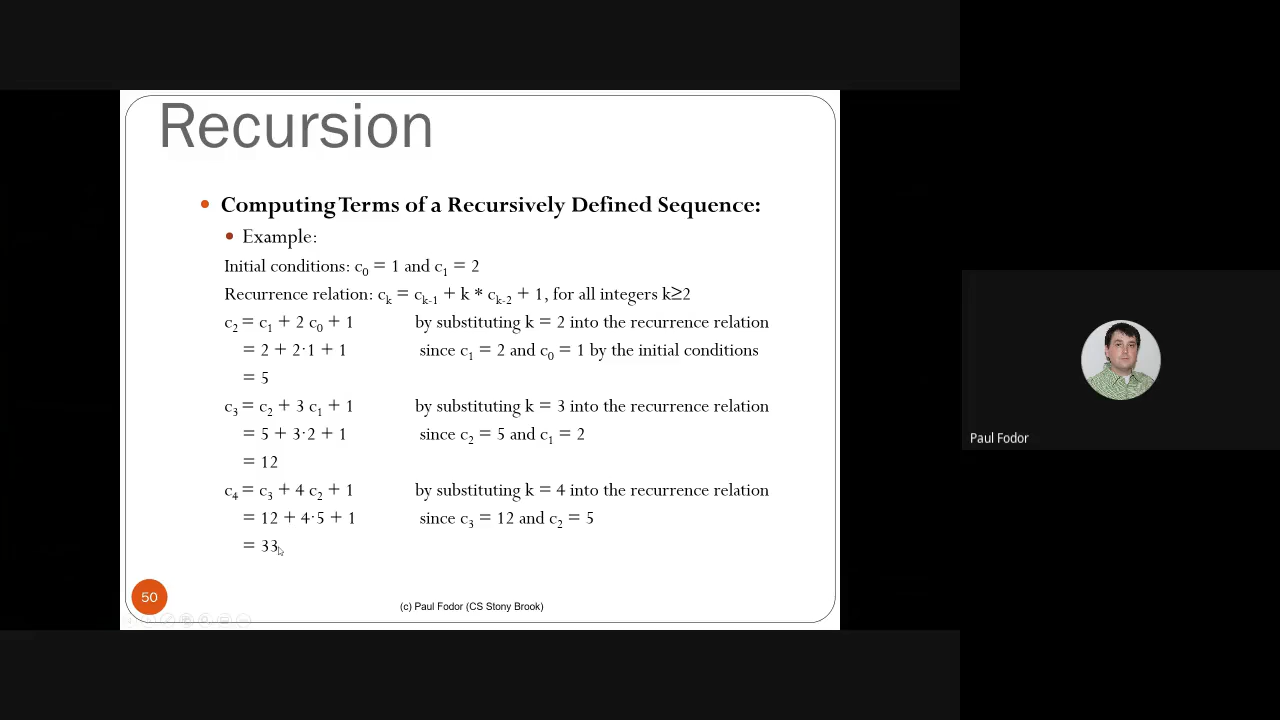 Recursion
• Computing Terms of a Recursively Defined Sequence:
• Example:
Initial conditions: c₀ = 1 and c₁ = 2
Recurrence relation: cₖ = cₖ₋₁ + k * cₖ₋₂ + 1, for all integers k≥2
c₂ = c₁ + 2 c₀ + 1 by substituting k = 2 into the recurrence relation
= 2 + 2·1 + 1 since c₁ = 2 and c₀ = 1 by the initial conditions
= 5
c₃ = c₂ + 3 c₁ + 1 by substituting k = 3 into the recurrence relation
= 5 + 3·2 + 1 since c₂ = 5 and c₁ = 2
= 12
c₄ = c₃ + 4 c₂ + 1 by substituting k = 4 into the recurrence relation
= 12 + 4·5 + 1 since c₃ = 12 and c₂ = 5
= 33
50
(c) Paul Fodor (CS Stony Brook)
Paul Fodor